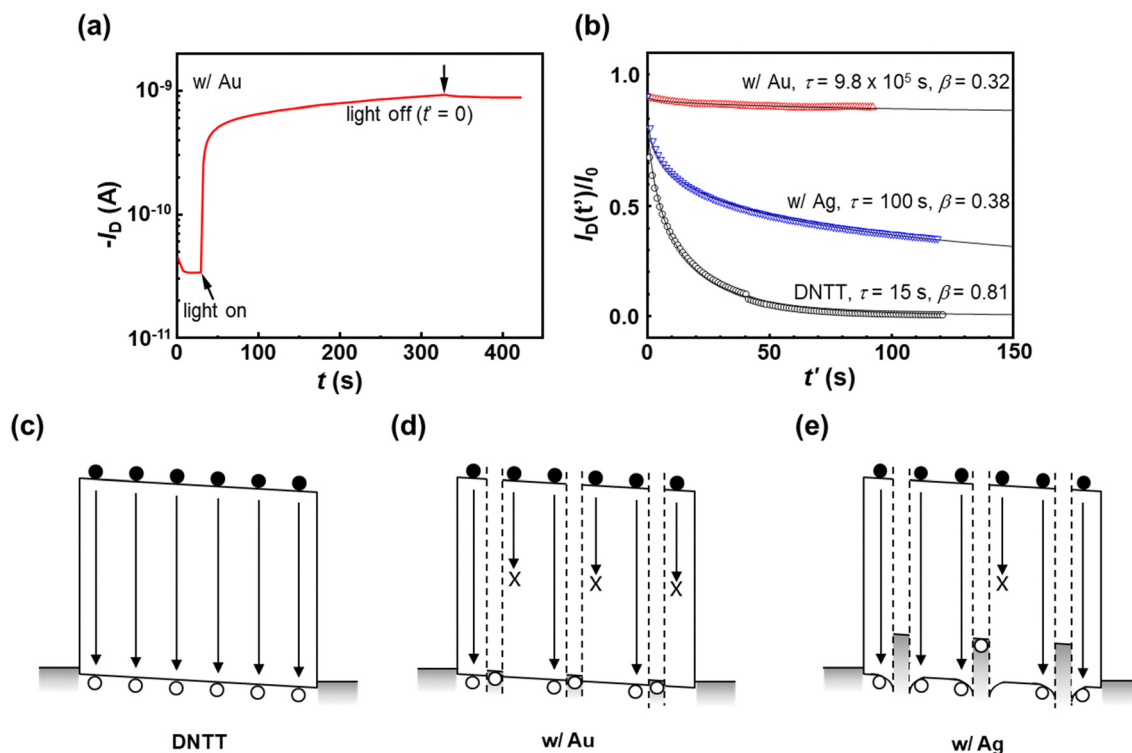 (a)
w/ Au
light off (t' = 0)
light on
10⁻⁹
10⁻¹⁰
10⁻¹¹
-I_D (A)
0 100 200 300 400
t (s)
(b)
w/ Au, τ = 9.8 x 10⁵ s, β = 0.32
w/ Ag, τ = 100 s, β = 0.38
DNTT, τ = 15 s, β = 0.81
1.0
0.5
0.0
I_D(t')/I_0
0 50 100 150
t' (s)
(c)
DNTT
(d)
X X X
w/ Au
(e)
X
w/ Ag